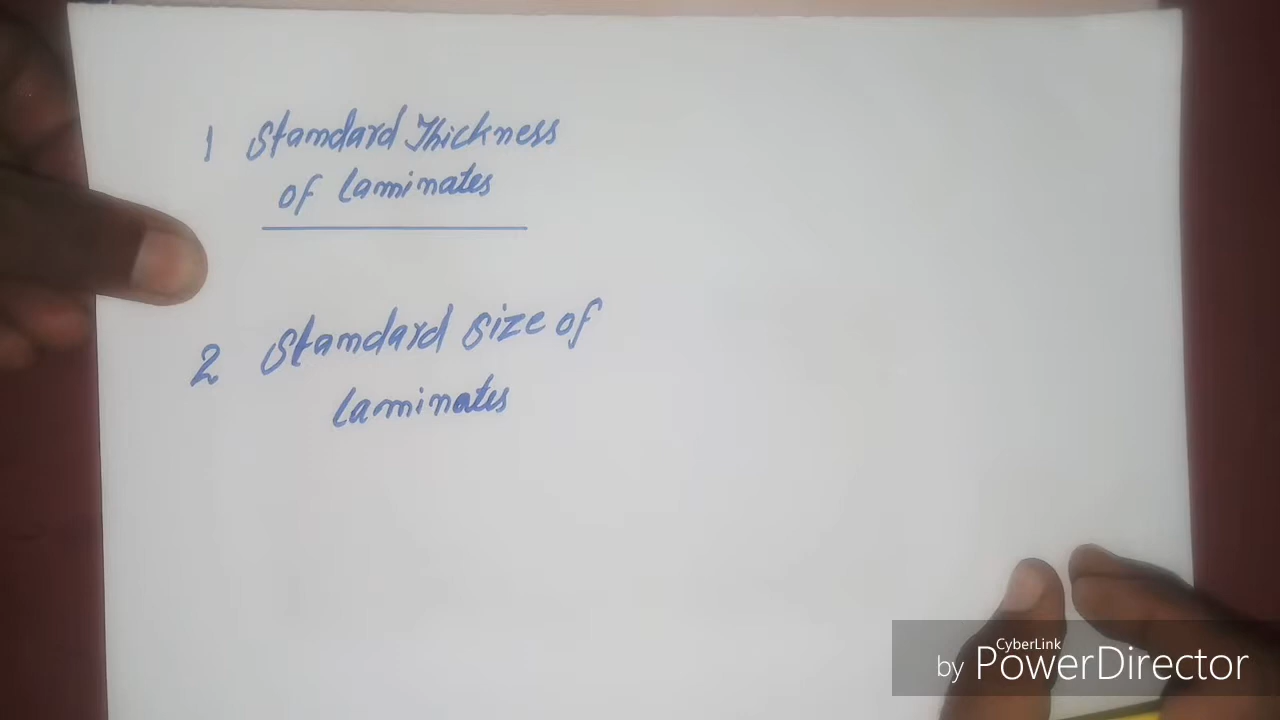 1 Standard Thickness
of Laminates
2 Standard Size of
Laminates
CyberLink
by PowerDirector